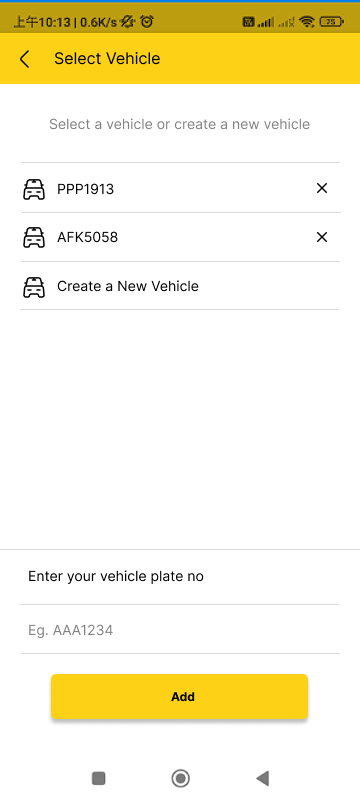 上午10:13 | 0.6K/s
75
Select Vehicle
Select a vehicle or create a new vehicle
PPP1913
AFK5058
Create a New Vehicle
Enter your vehicle plate no
Eg. AAA1234
Add